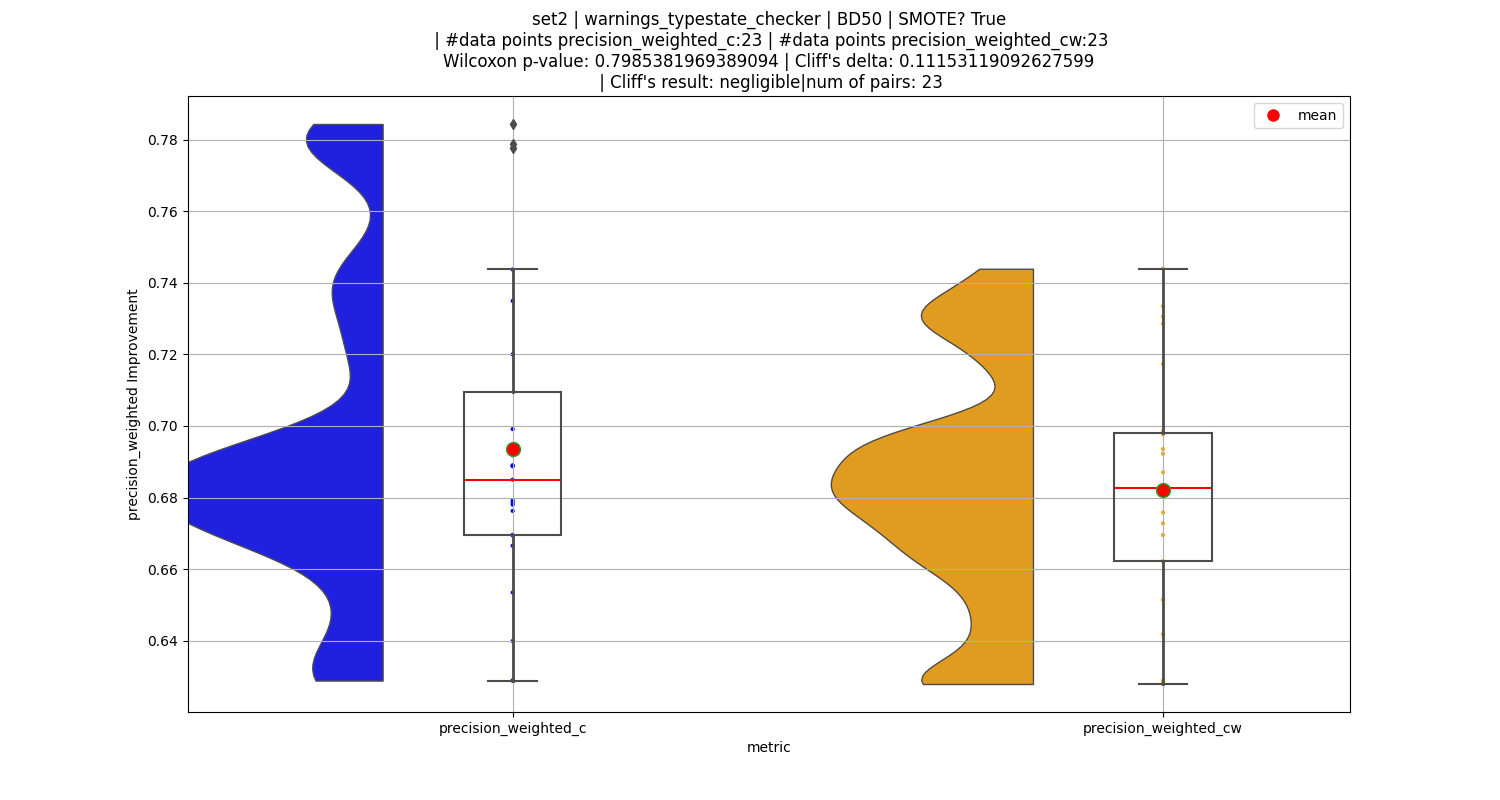 set2 | warnings_typestate_checker | BD50 | SMOTE? True
| #data points precision_weighted_c:23 | #data points precision_weighted_cw:23
Wilcoxon p-value: 0.7985381969389094 | Cliff's delta: 0.11153119092627599
| Cliff's result: negligible|num of pairs: 23
mean
0.78
0.76
0.74
0.72
0.70
0.68
0.66
0.64
precision_weighted Improvement
precision_weighted_c
precision_weighted_cw
metric